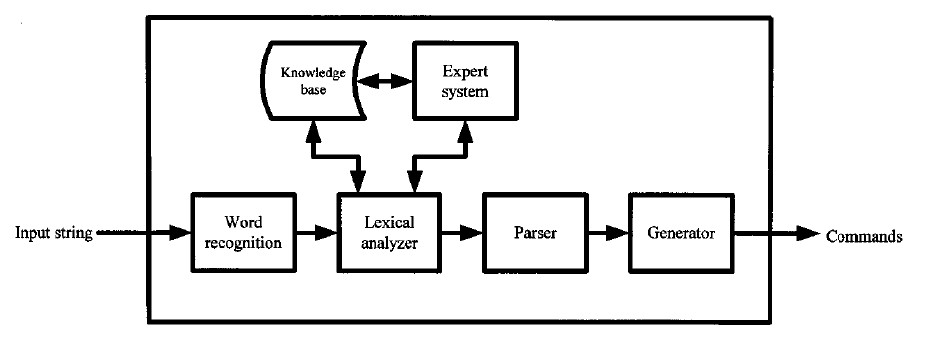 Knowledge
base
Expert
system
Input string
Word
recognition
Lexical
analyzer
Parser
Generator
Commands